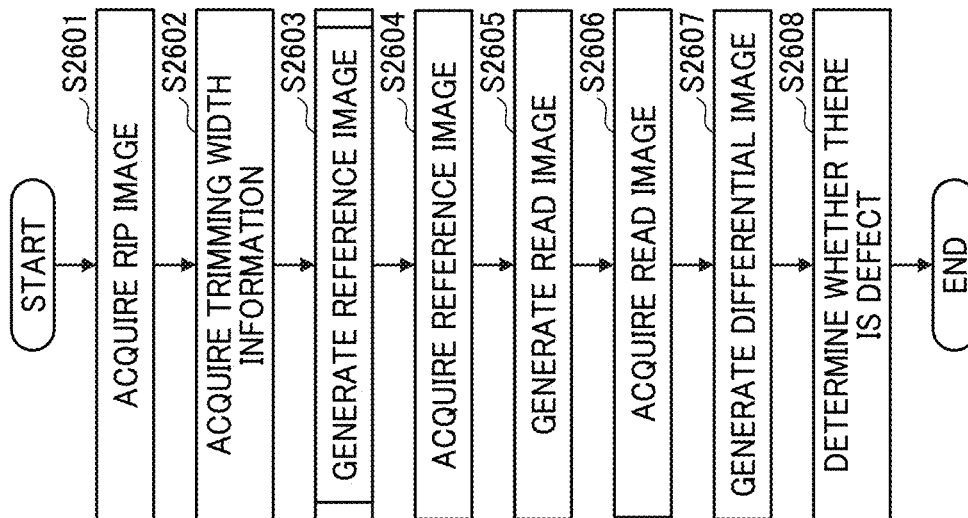 START
S2601
ACQUIRE RIP IMAGE
S2602
ACQUIRE TRIMMING WIDTH
INFORMATION
S2603
GENERATE REFERENCE IMAGE
S2604
ACQUIRE REFERENCE IMAGE
S2605
GENERATE READ IMAGE
S2606
ACQUIRE READ IMAGE
S2607
GENERATE DIFFERENTIAL IMAGE
S2608
DETERMINE WHETHER THERE
IS DEFECT
END